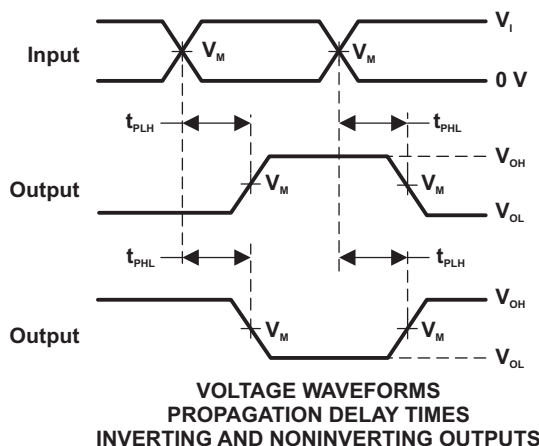 V_I
Input V_M V_M
0 V
t_PLH t_PHL
V_OH
Output V_M V_M
V_OL
t_PHL t_PLH
V_OH
Output V_M V_M
V_OL
VOLTAGE WAVEFORMS
PROPAGATION DELAY TIMES
INVERTING AND NONINVERTING OUTPUTS